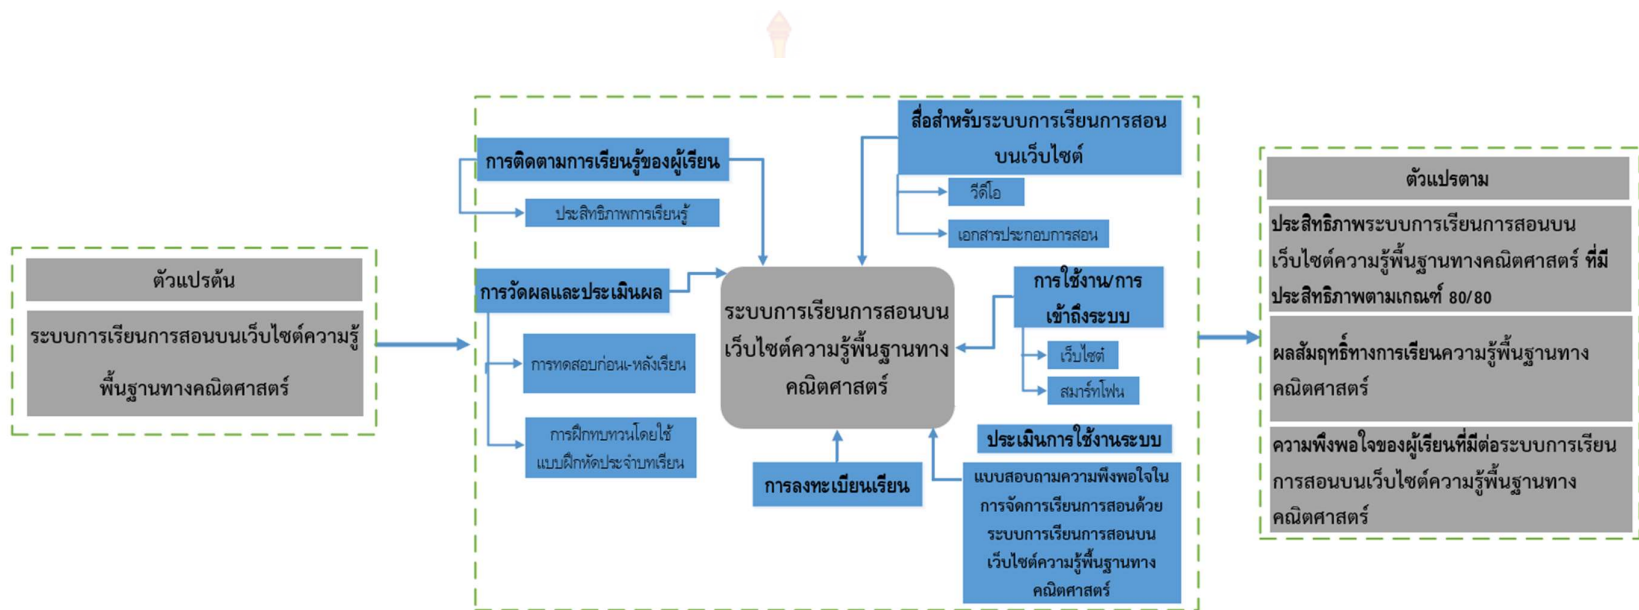 ตัวแปรต้น
ระบบการเรียนการสอนบนเว็บไซต์ความรู้
พื้นฐานทางคณิตศาสตร์
การติดตามการเรียนรู้ของผู้เรียน
ประสิทธิภาพการเรียนรู้
การวัดผลและประเมินผล
การทดสอบก่อนเ-หลังเรียน
การฝึกทบทวนโดยใช้
แบบฝึกหัดประจำบทเรียน
ระบบการเรียนการสอนบน
เว็บไซต์ความรู้พื้นฐานทาง
คณิตศาสตร์
การลงทะเบียนเรียน
สื่อสำหรับระบบการเรียนการสอน
บนเว็บไซต์
วีดีโอ
เอกสารประกอบการสอน
การใช้งาน/การ
เข้าถึงระบบ
เว็บไซต์
สมาร์ทโฟน
ประเมินการใช้งานระบบ
แบบสอบถามความพึงพอใจใน
การจัดการเรียนการสอนด้วย
ระบบการเรียนการสอนบน
เว็บไซต์ความรู้พื้นฐานทาง
คณิตศาสตร์
ตัวแปรตาม
ประสิทธิภาพระบบการเรียนการสอนบน
เว็บไซต์ความรู้พื้นฐานทางคณิตศาสตร์ ที่มี
ประสิทธิภาพตามเกณฑ์ 80/80
ผลสัมฤทธิ์ทางการเรียนความรู้พื้นฐานทาง
คณิตศาสตร์
ความพึงพอใจของผู้เรียนที่มีต่อระบบการเรียน
การสอนบนเว็บไซต์ความรู้พื้นฐานทาง
คณิตศาสตร์